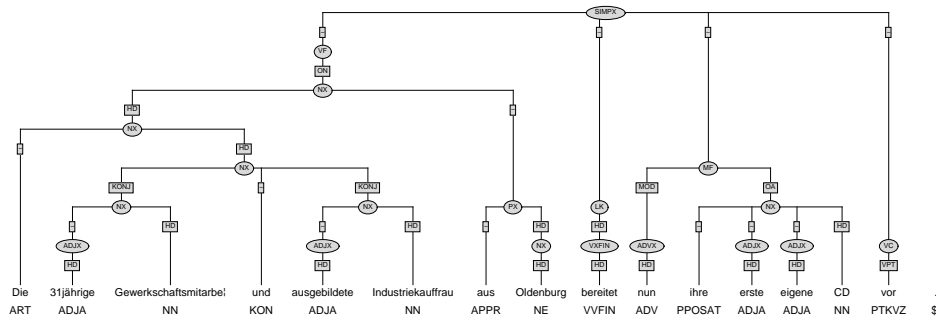 SIMPX
– – – –
VF
ON
NX
HD –
NX
– HD
NX MF
KONJ – KONJ MOD OA
NX NX PX LK NX
– HD – HD – HD HD – – – HD
ADJX ADJX NX VXFIN ADVX ADJX ADJX VC
HD HD HD HD HD HD HD VPT
Die 31jährige und ausgebildete Industriekauffrau aus Oldenburg bereitet nun ihre erste eigene CD vor .
ART ADJA NN KON ADJA NN APPR NE VVFIN ADV PPOSAT ADJA ADJA NN PTKVZ